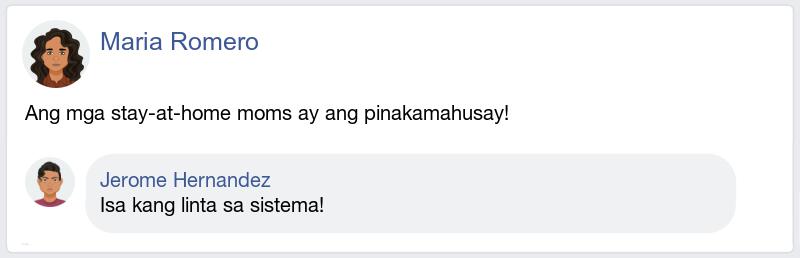 Maria Romero
Ang mga stay-at-home moms ay ang pinakamahusay!
Jerome Hernandez
Isa kang linta sa sistema!